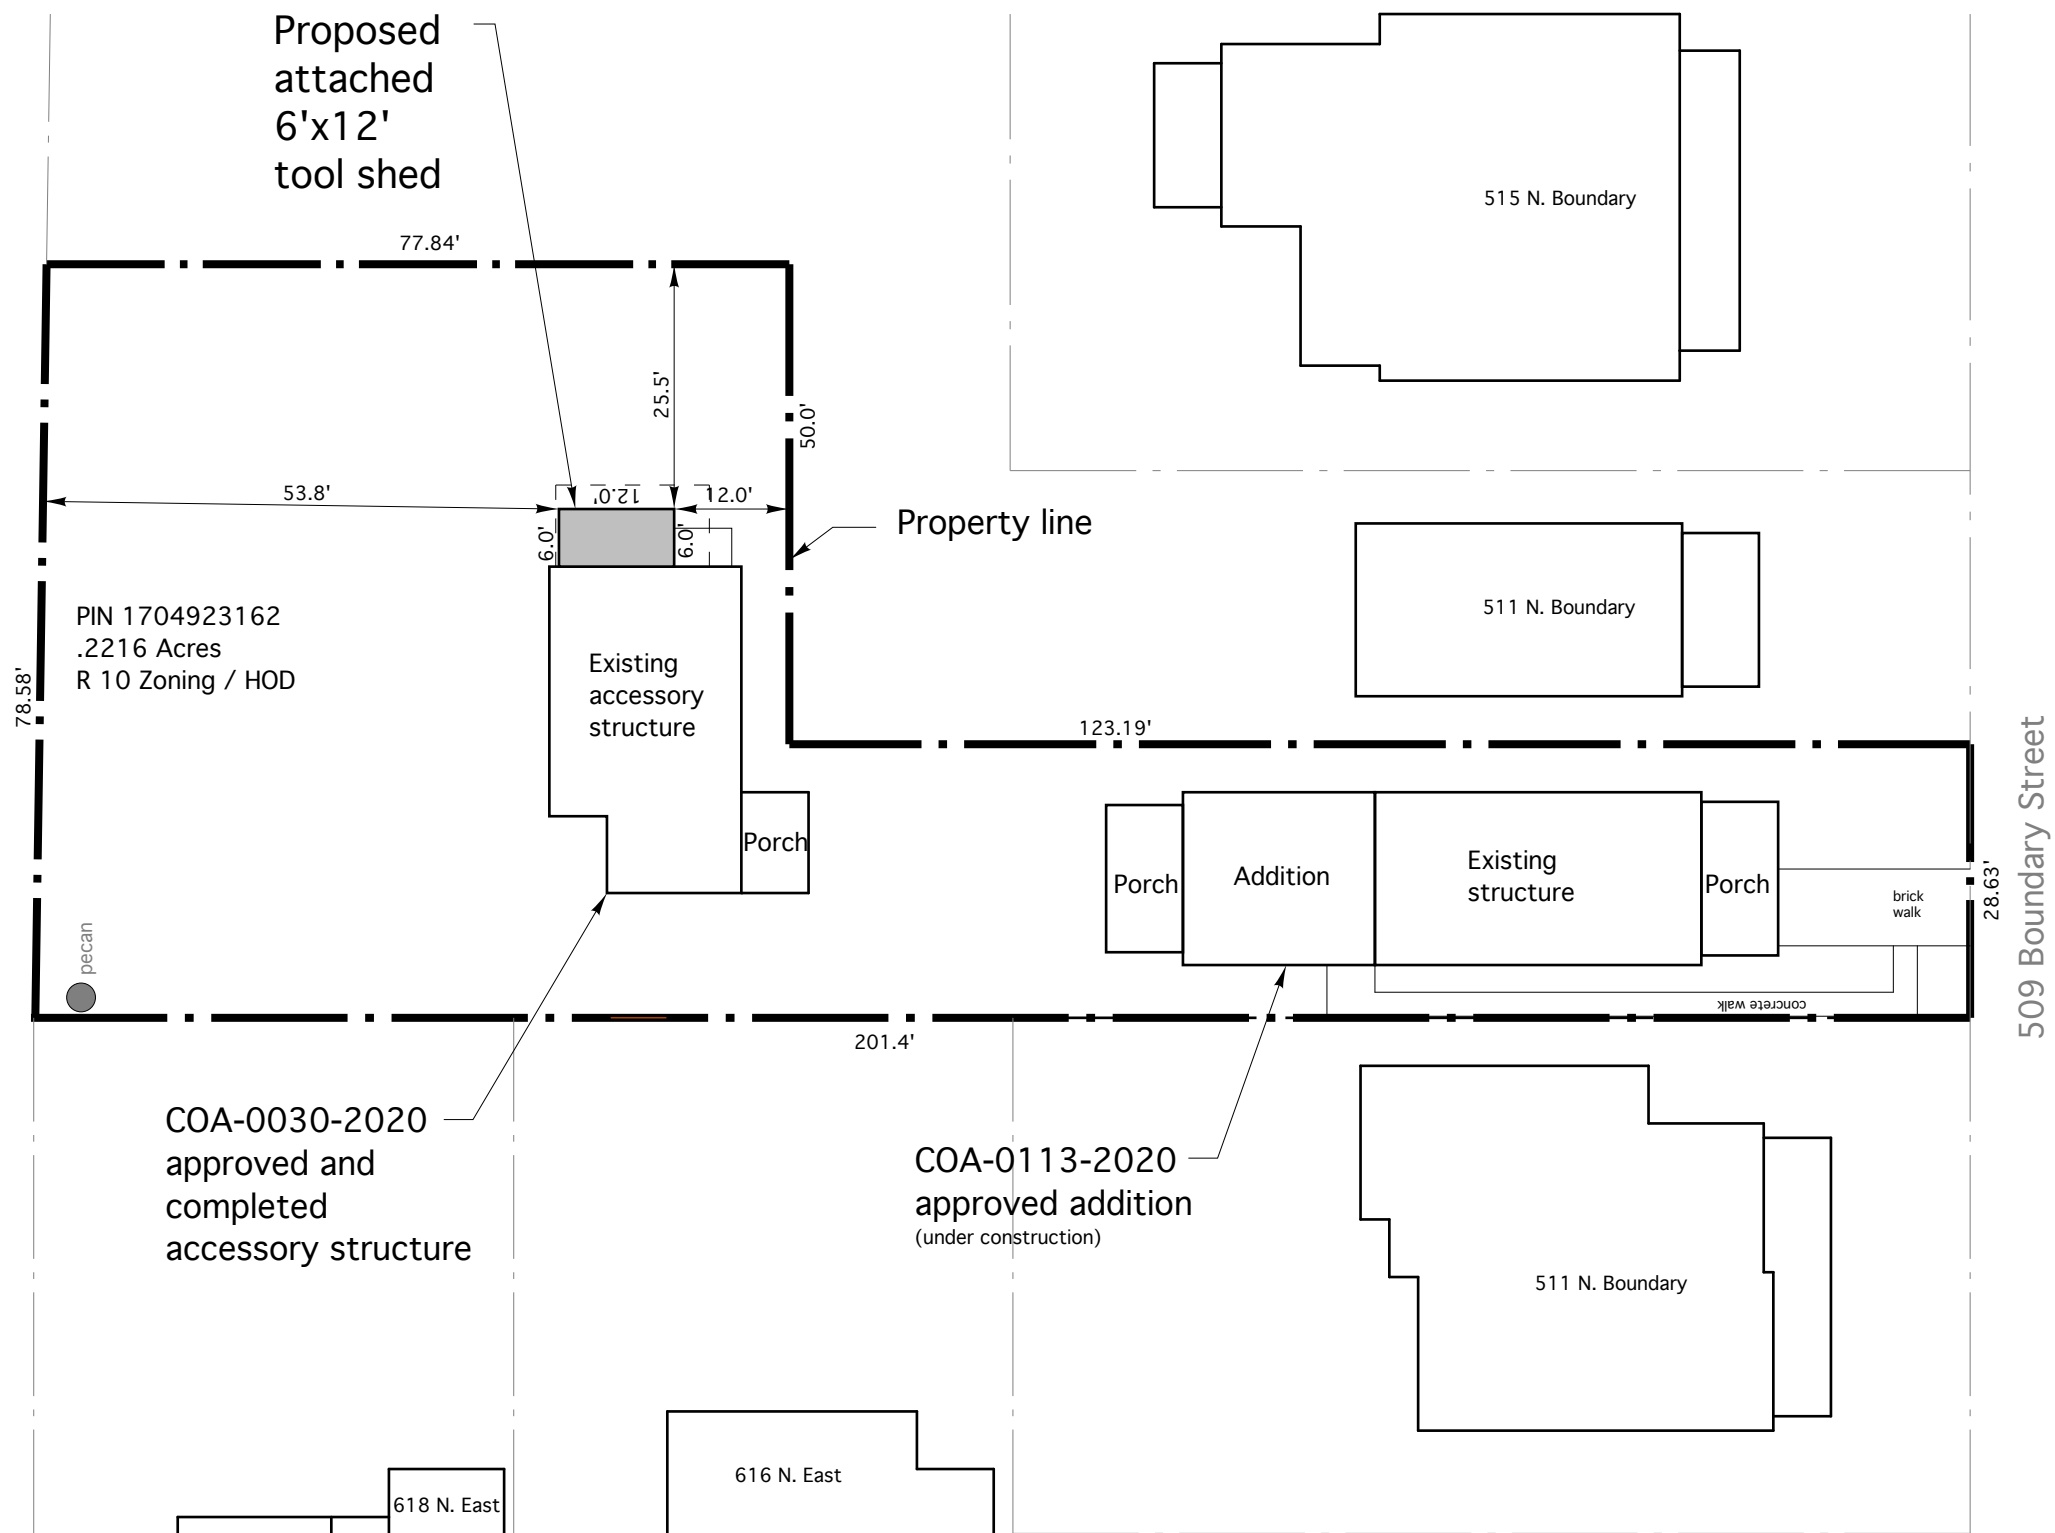 Proposed
attached
6'x12'
tool shed
515 N. Boundary
77.84'
25.5'
50.0'
53.8'
12.0'
12.0'
6.0'
6.0'
Property line
511 N. Boundary
PIN 1704923162
.2216 Acres
R 10 Zoning / HOD
Existing
accessory
structure
78.58'
123.19'
Porch
Porch
Addition
Existing
structure
Porch
brick
walk
28.63'
509 Boundary Street
pecan
concrete walk
201.4'
COA-0030-2020
approved and
completed
accessory structure
COA-0113-2020
approved addition
(under construction)
511 N. Boundary
616 N. East
618 N. East